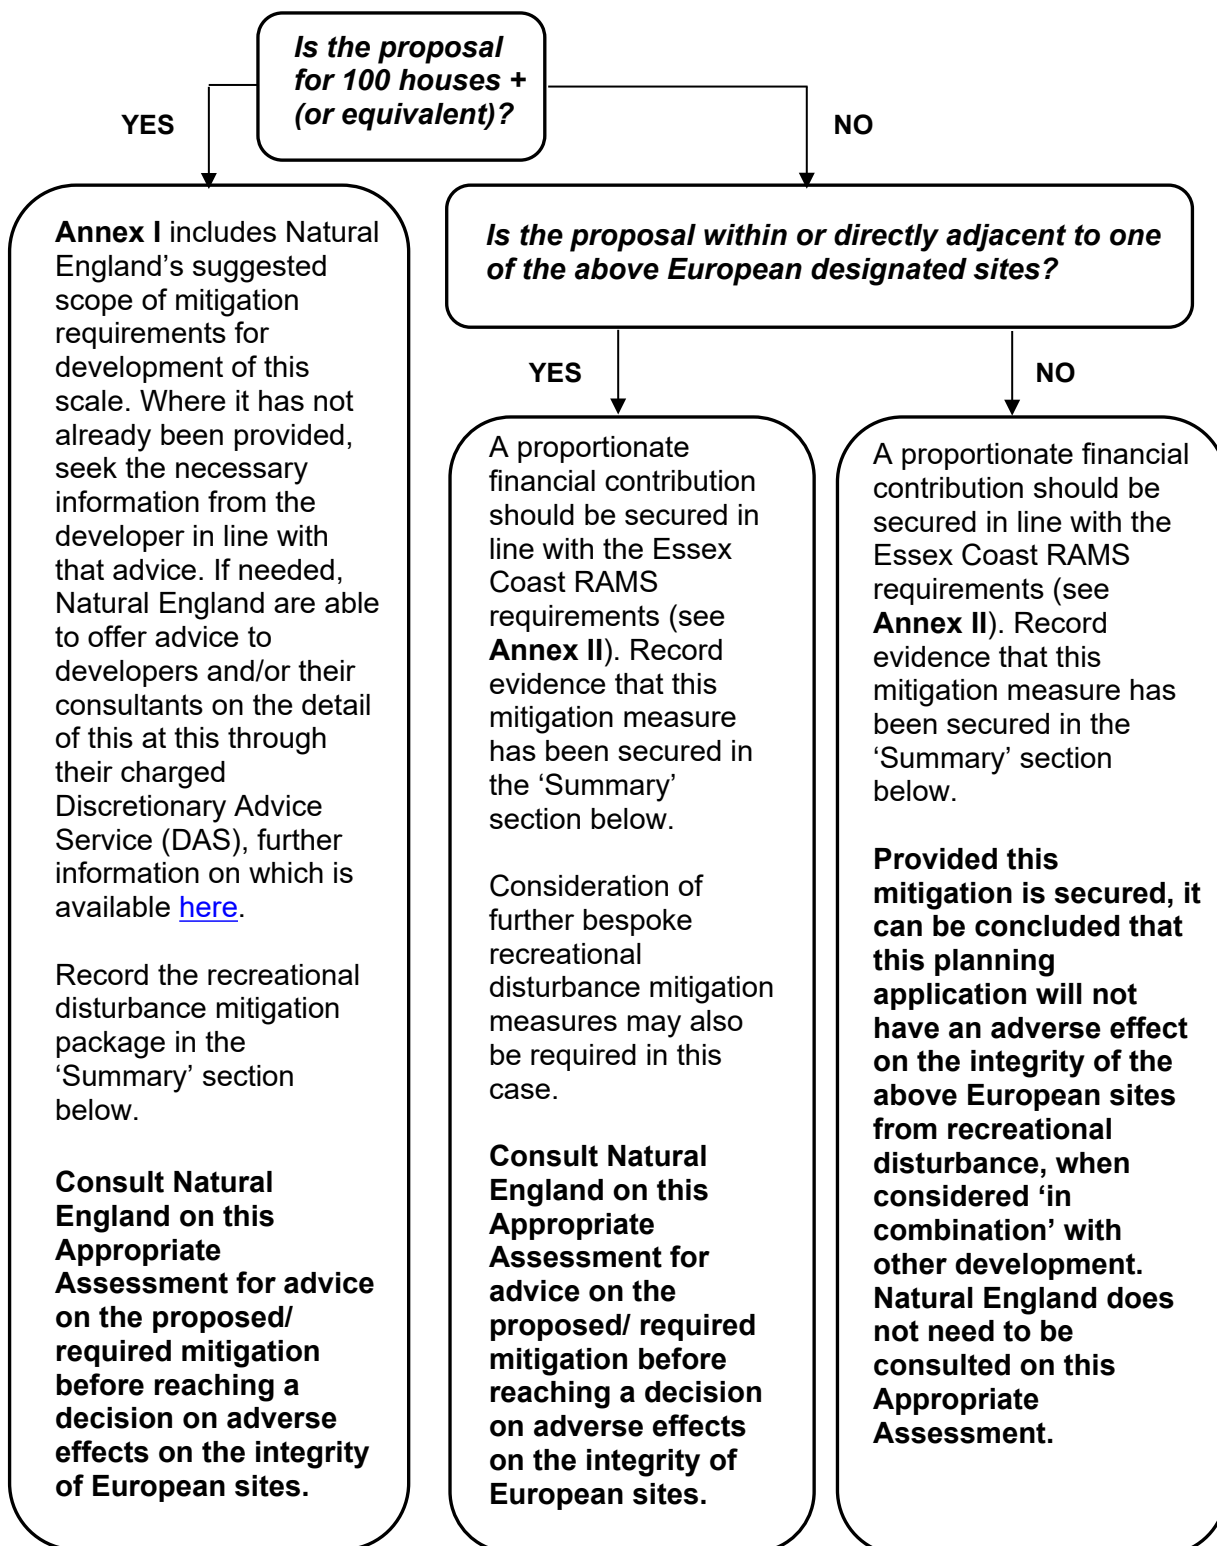 Is the proposal
for 100 houses +
(or equivalent)?
YES
NO
Annex I includes Natural
England’s suggested
scope of mitigation
requirements for
development of this
scale. Where it has not
already been provided,
seek the necessary
information from the
developer in line with
that advice. If needed,
Natural England are able
to offer advice to
developers and/or their
consultants on the detail
of this at this through
their charged
Discretionary Advice
Service (DAS), further
information on which is
available here.
Record the recreational
disturbance mitigation
package in the
‘Summary’ section
below.
Consult Natural
England on this
Appropriate
Assessment for advice
on the proposed/
required mitigation
before reaching a
decision on adverse
effects on the integrity
of European sites.
Is the proposal within or directly adjacent to one
of the above European designated sites?
YES
NO
A proportionate
financial contribution
should be secured in
line with the Essex
Coast RAMS
requirements (see
Annex II). Record
evidence that this
mitigation measure
has been secured in
the ‘Summary’
section below.
Consideration of
further bespoke
recreational
disturbance mitigation
measures may also
be required in this
case.
Consult Natural
England on this
Appropriate
Assessment for
advice on the
proposed/ required
mitigation before
reaching a decision
on adverse effects
on the integrity of
European sites.
A proportionate financial
contribution should be
secured in line with the
Essex Coast RAMS
requirements (see
Annex II). Record
evidence that this
mitigation measure has
been secured in the
‘Summary’ section
below.
Provided this
mitigation is secured, it
can be concluded that
this planning
application will not
have an adverse effect
on the integrity of the
above European sites
from recreational
disturbance, when
considered ‘in
combination’ with
other development.
Natural England does
not need to be
consulted on this
Appropriate
Assessment.